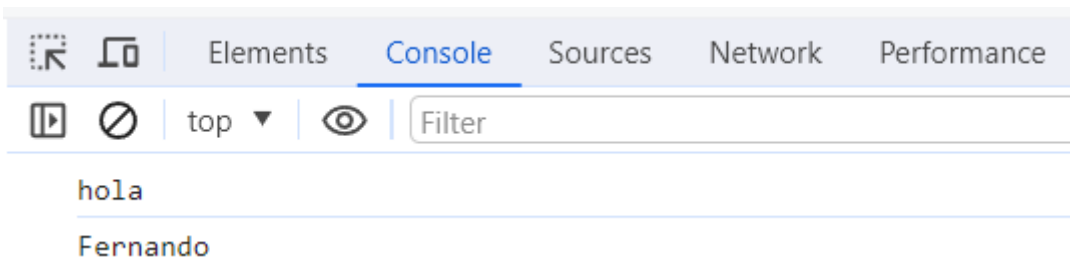 Elements Console Sources Network Performance
top Filter
hola
Fernando